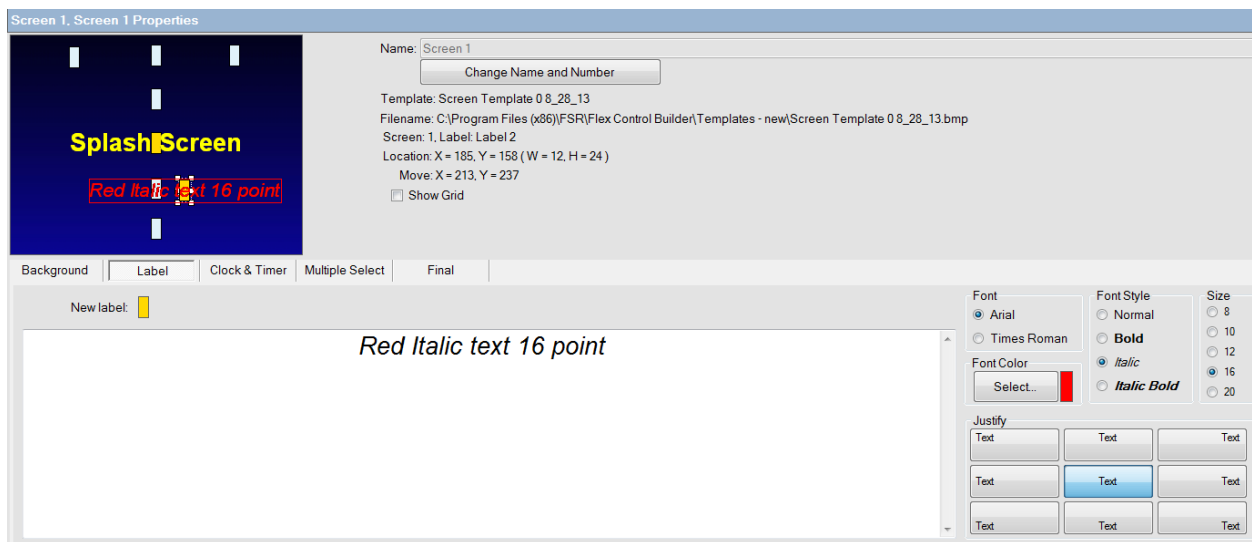 Screen 1, Screen 1 Properties
Splash Screen
Red Italic text 16 point
Name: Screen 1
Change Name and Number
Template: Screen Template 0 8_28_13
Filename: C:\Program Files (x86)\FSR\Flex Control Builder\Templates - new\Screen Template 0 8_28_13.bmp
Screen: 1, Label: Label 2
Location: X = 185, Y = 158 ( W = 12, H = 24 )
Move: X = 213, Y = 237
Show Grid
Background Label Clock & Timer Multiple Select Final
New label:
Red Italic text 16 point
Font
Arial
Times Roman
Font Color
Select...
Font Style
Normal
Bold
Italic
Italic Bold
Size
8
10
12
16
20
Justify
Text Text Text
Text Text Text
Text Text Text